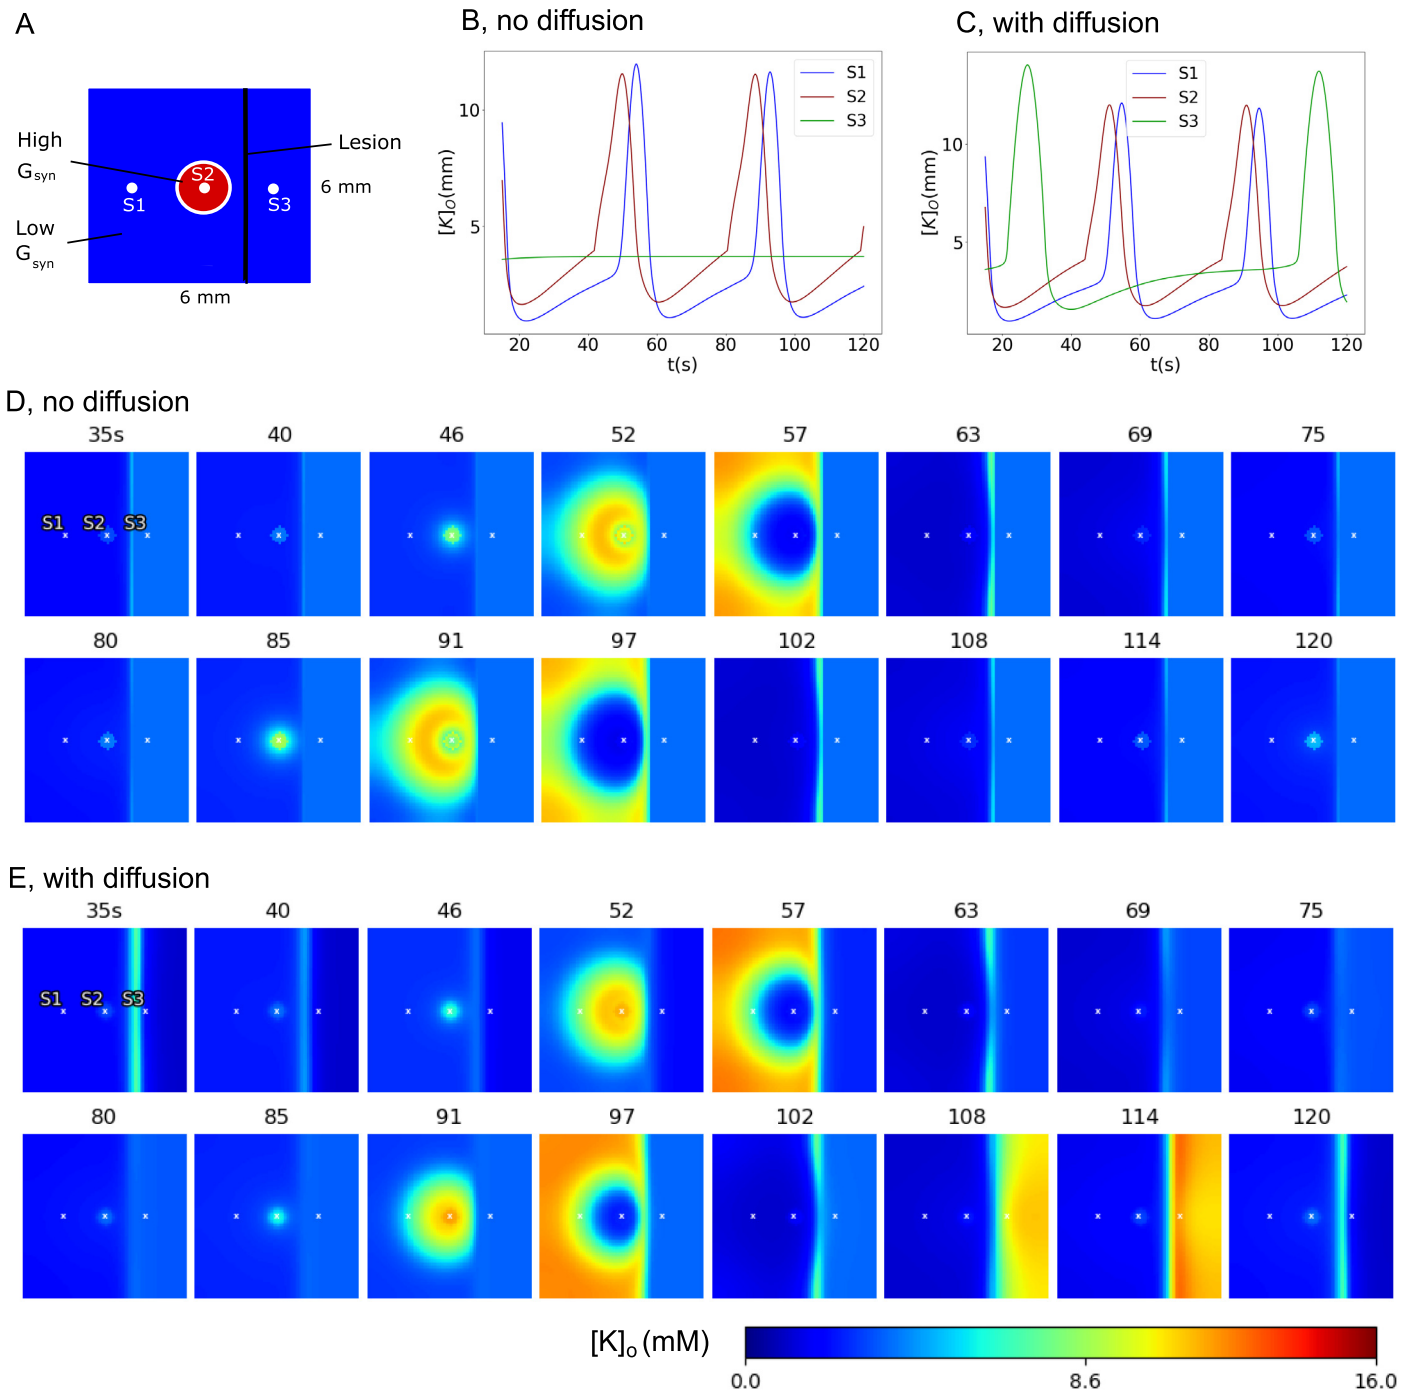 A
High
G syn
Low
G syn
S1
S2
S3
Lesion
6 mm
6 mm
B, no diffusion
[K]O(mm)
10
5
S1
S2
S3
20 40 60 80 100 120
t(s)
C, with diffusion
[K]O(mm)
10
5
S1
S2
S3
20 40 60 80 100 120
t(s)
D, no diffusion
35s 40 46 52 57 63 69 75
S1 S2 S3
80 85 91 97 102 108 114 120
E, with diffusion
35s 40 46 52 57 63 69 75
S1 S2 S3
80 85 91 97 102 108 114 120
[K]o (mM)
0.0 8.6 16.0